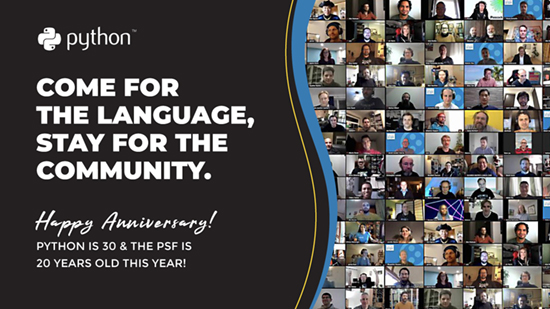 python™
COME FOR
THE LANGUAGE,
STAY FOR THE
COMMUNITY.
Happy Anniversary!
PYTHON IS 30 & THE PSF IS
20 YEARS OLD THIS YEAR!